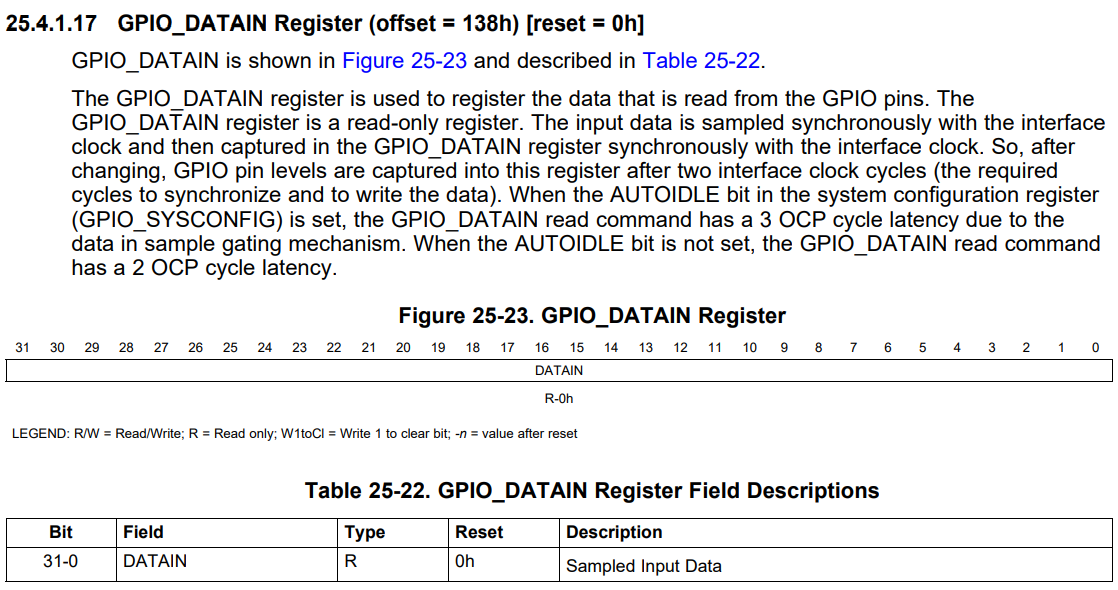 25.4.1.17 GPIO_DATAIN Register (offset = 138h) [reset = 0h]
GPIO_DATAIN is shown in Figure 25-23 and described in Table 25-22.
The GPIO_DATAIN register is used to register the data that is read from the GPIO pins. The
GPIO_DATAIN register is a read-only register. The input data is sampled synchronously with the interface
clock and then captured in the GPIO_DATAIN register synchronously with the interface clock. So, after
changing, GPIO pin levels are captured into this register after two interface clock cycles (the required
cycles to synchronize and to write the data). When the AUTOIDLE bit in the system configuration register
(GPIO_SYSCONFIG) is set, the GPIO_DATAIN read command has a 3 OCP cycle latency due to the
data in sample gating mechanism. When the AUTOIDLE bit is not set, the GPIO_DATAIN read command
has a 2 OCP cycle latency.
Figure 25-23. GPIO_DATAIN Register
31 30 29 28 27 26 25 24 23 22 21 20 19 18 17 16 15 14 13 12 11 10 9 8 7 6 5 4 3 2 1 0
DATAIN
R-0h
LEGEND: R/W = Read/Write; R = Read only; W1toCl = Write 1 to clear bit; -n = value after reset
Table 25-22. GPIO_DATAIN Register Field Descriptions
Bit Field Type Reset Description
31-0 DATAIN R 0h Sampled Input Data